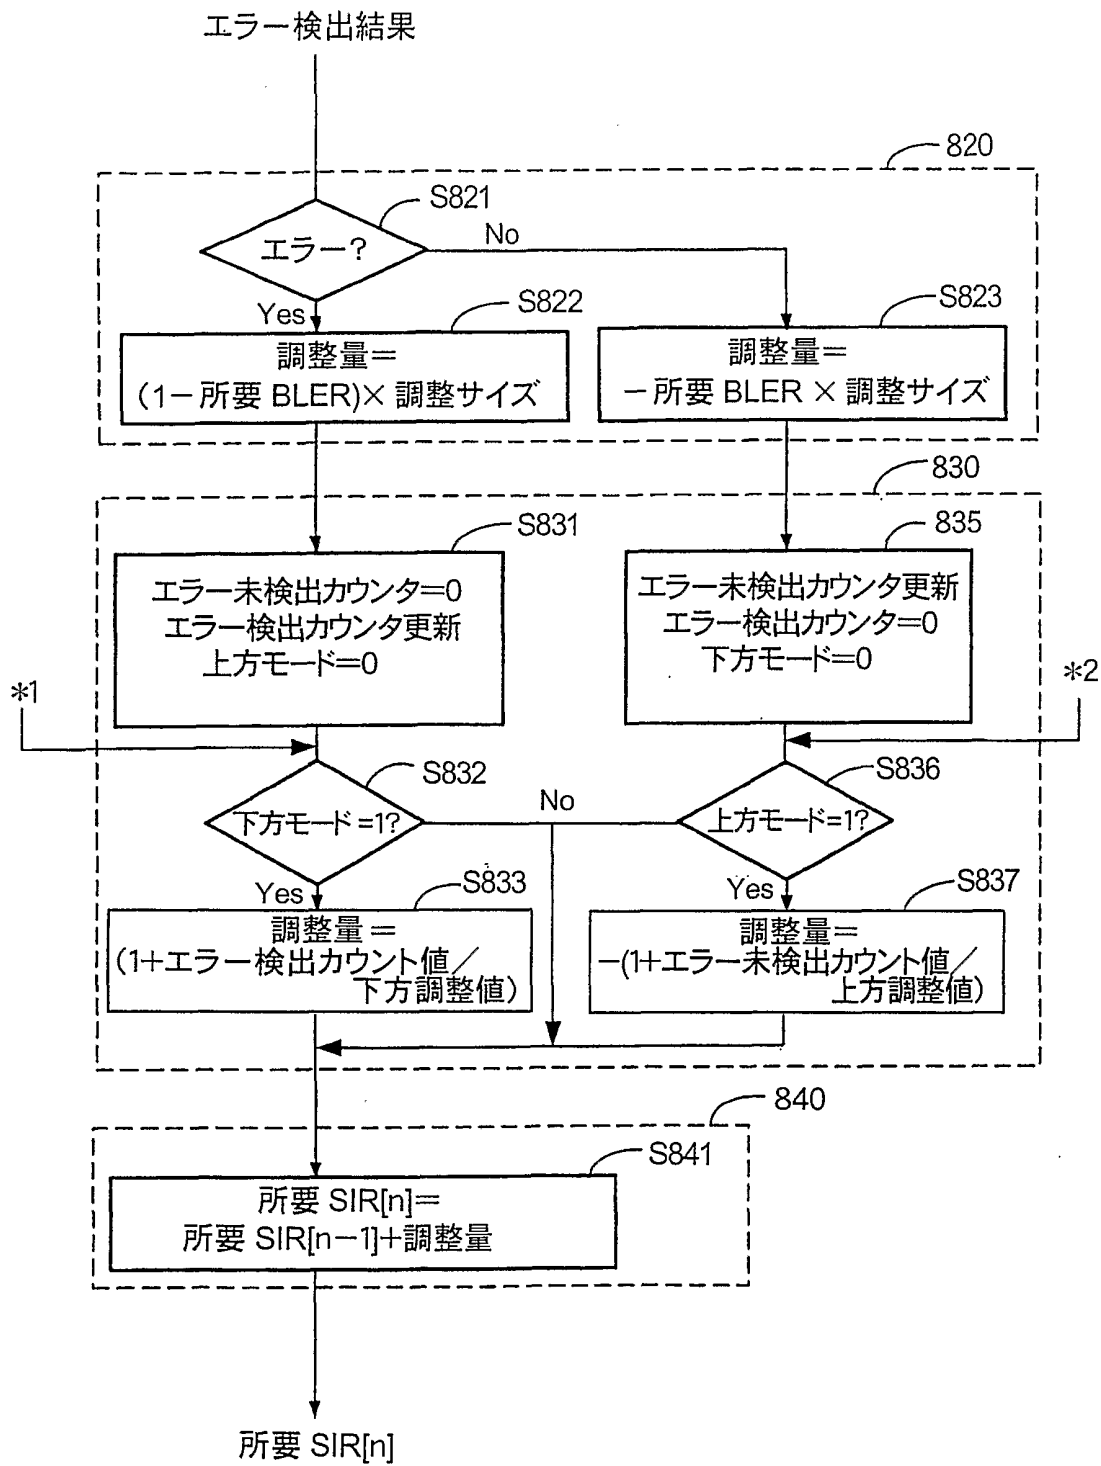 エラー検出結果
820
S821
エラー?
No
Yes
S822
調整量=
(1-所要 BLER)× 調整サイズ
S823
調整量=
-所要 BLER × 調整サイズ
830
S831
エラー未検出カウンタ=0
エラー検出カウンタ更新
上方モード=0
835
エラー未検出カウンタ更新
エラー検出カウンタ=0
下方モード=0
*1
*2
S832
下方モード=1?
No
S836
上方モード=1?
Yes
S833
調整量=
(1+エラー検出カウント値/
下方調整値)
Yes
S837
調整量=
-(1+エラー未検出カウント値/
上方調整値)
840
S841
所要 SIR[n]=
所要 SIR[n-1]+調整量
所要 SIR[n]